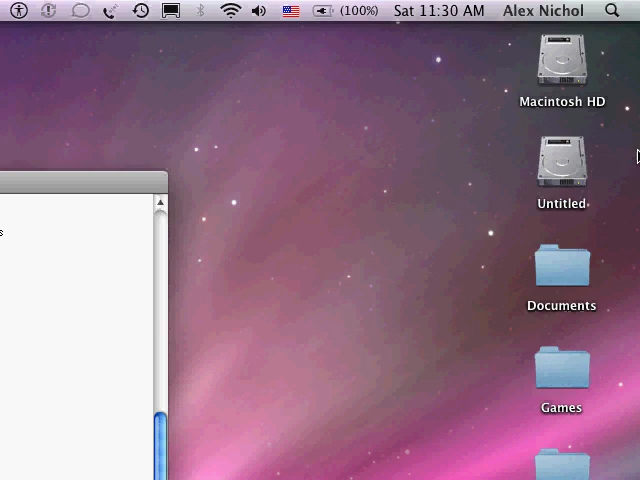 (100%) Sat 11:30 AM Alex Nichol
Macintosh HD
Untitled
s
Documents
Games